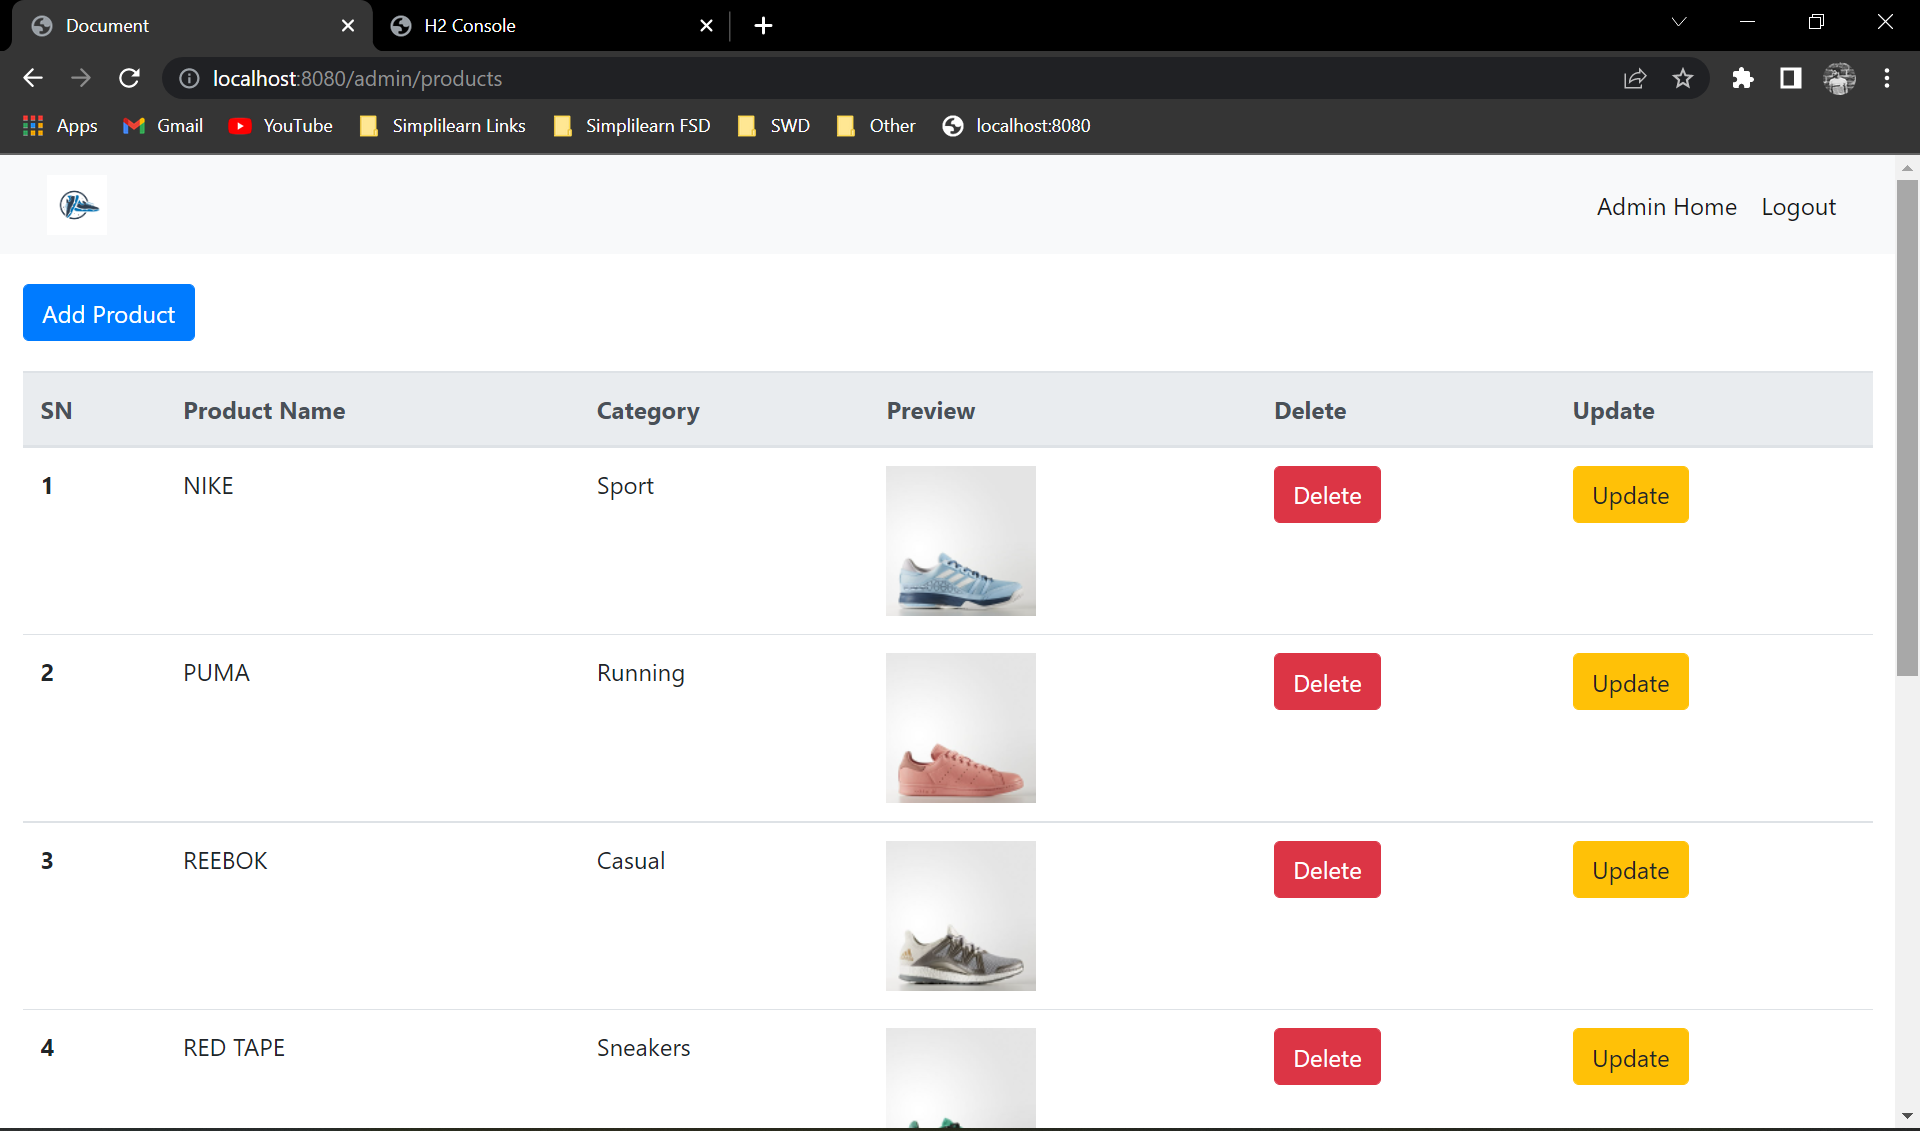 Document
H2 Console
localhost:8080/admin/products
Apps
Gmail
YouTube
Simplilearn Links
Simplilearn FSD
SWD
Other
localhost:8080
Admin Home
Logout
Add Product
SN
Product Name
Category
Preview
Delete
Update
1
NIKE
Sport
Delete
Update
2
PUMA
Running
Delete
Update
3
REEBOK
Casual
Delete
Update
4
RED TAPE
Sneakers
Delete
Update